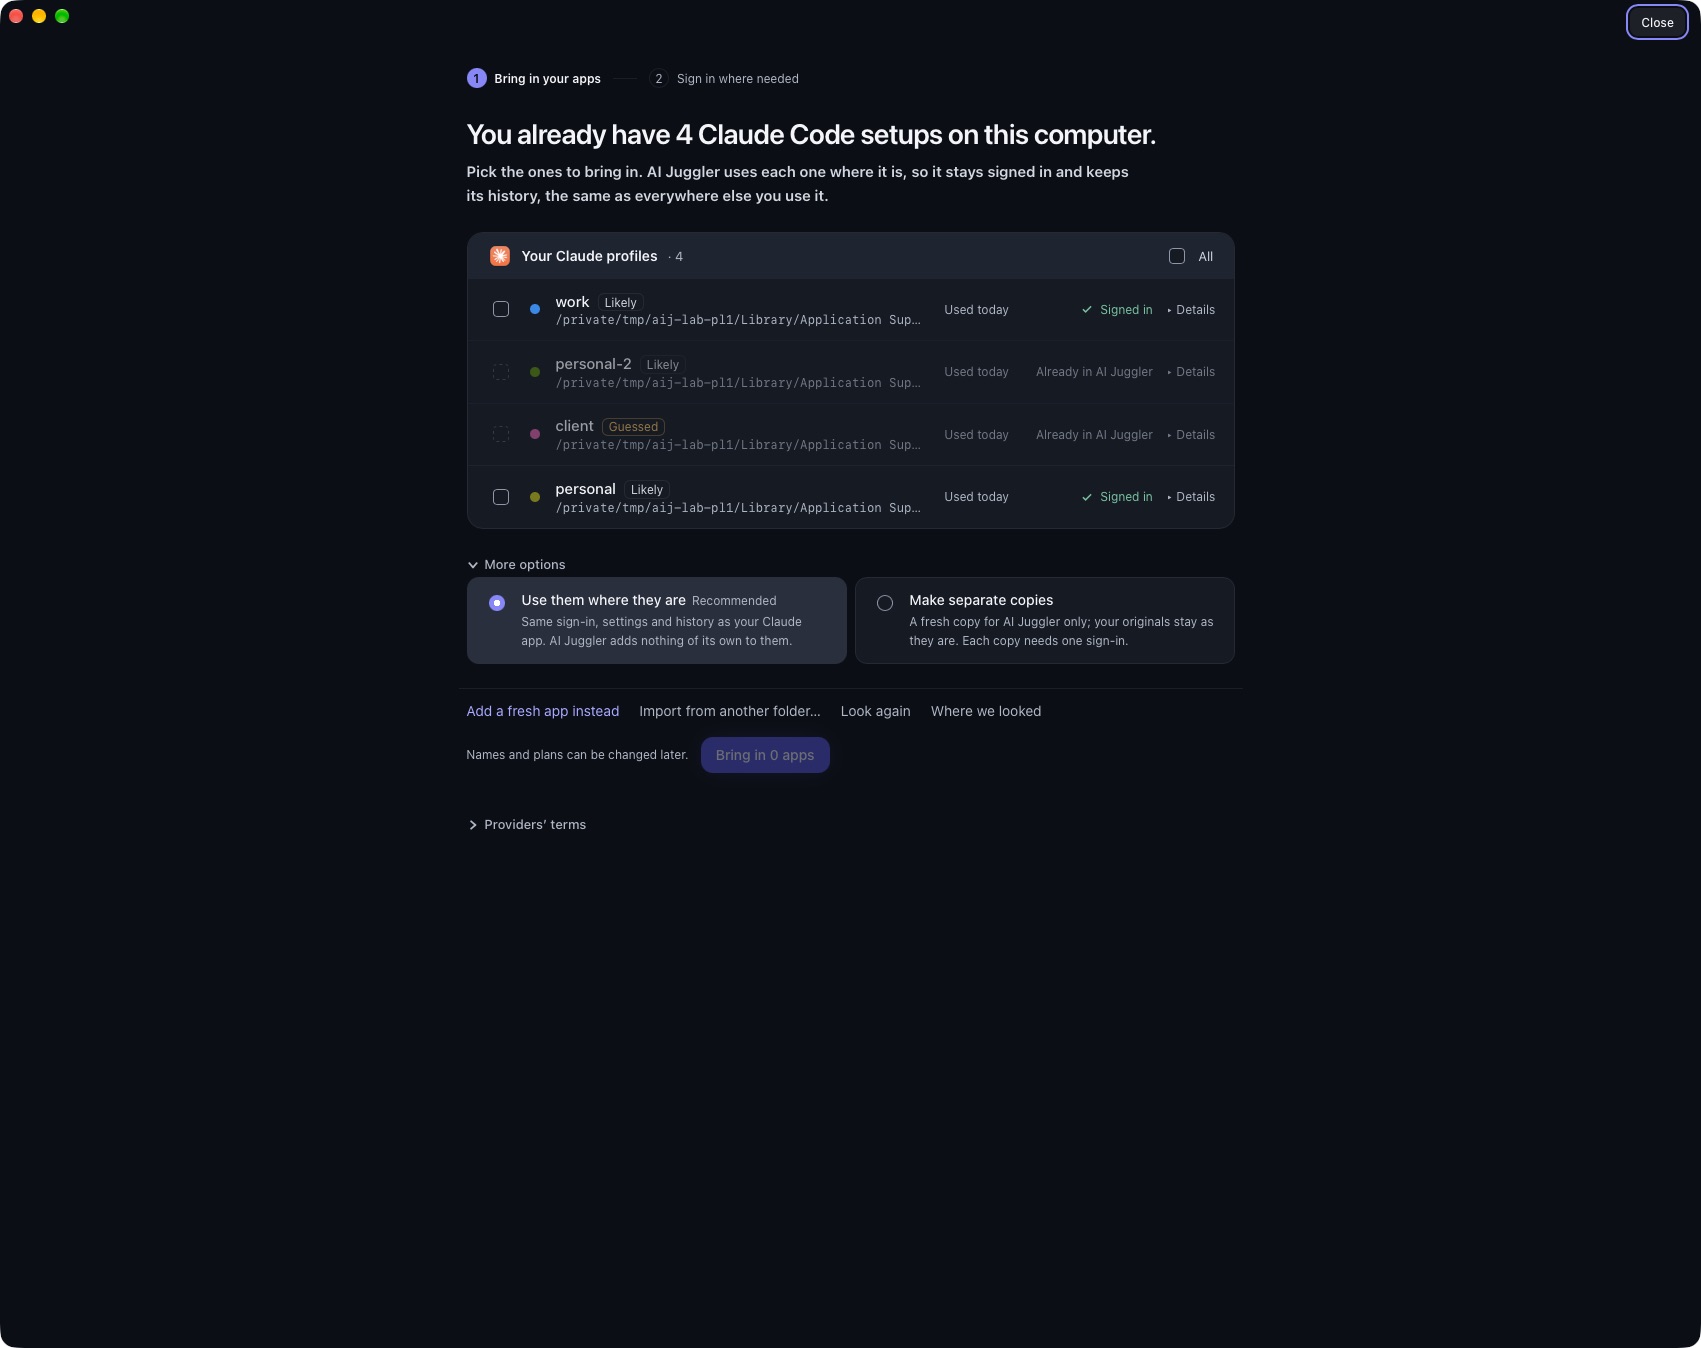 Close
1 Bring in your apps 2 Sign in where needed
You already have 4 Claude Code setups on this computer.
Pick the ones to bring in. AI Juggler uses each one where it is, so it stays signed in and keeps
its history, the same as everywhere else you use it.
Your Claude profiles · 4 All
work Likely
/private/tmp/aij-lab-pl1/Library/Application Sup… Used today ✓ Signed in ▸ Details
personal-2 Likely
/private/tmp/aij-lab-pl1/Library/Application Sup… Used today Already in AI Juggler ▸ Details
client Guessed
/private/tmp/aij-lab-pl1/Library/Application Sup… Used today Already in AI Juggler ▸ Details
personal Likely
/private/tmp/aij-lab-pl1/Library/Application Sup… Used today ✓ Signed in ▸ Details
More options
Use them where they are Recommended
Same sign-in, settings and history as your Claude
app. AI Juggler adds nothing of its own to them.
Make separate copies
A fresh copy for AI Juggler only; your originals stay as
they are. Each copy needs one sign-in.
Add a fresh app instead Import from another folder… Look again Where we looked
Names and plans can be changed later. Bring in 0 apps
Providers’ terms